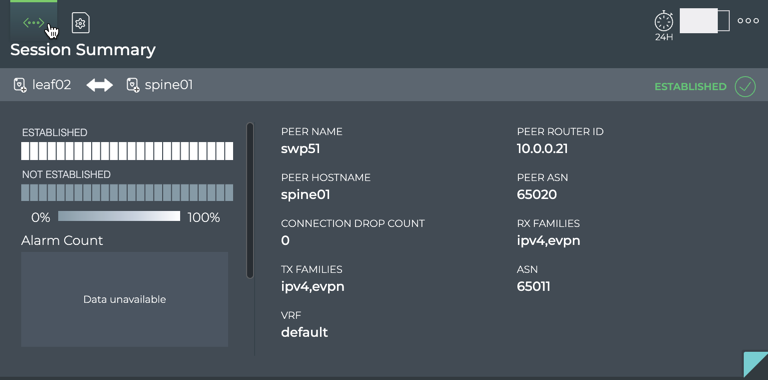 24H
Session Summary
leaf02 spine01 ESTABLISHED
ESTABLISHED
NOT ESTABLISHED
0% 100%
Alarm Count
Data unavailable
PEER NAME PEER ROUTER ID
swp51 10.0.0.21
PEER HOSTNAME PEER ASN
spine01 65020
CONNECTION DROP COUNT RX FAMILIES
0 ipv4,evpn
TX FAMILIES ASN
ipv4,evpn 65011
VRF
default